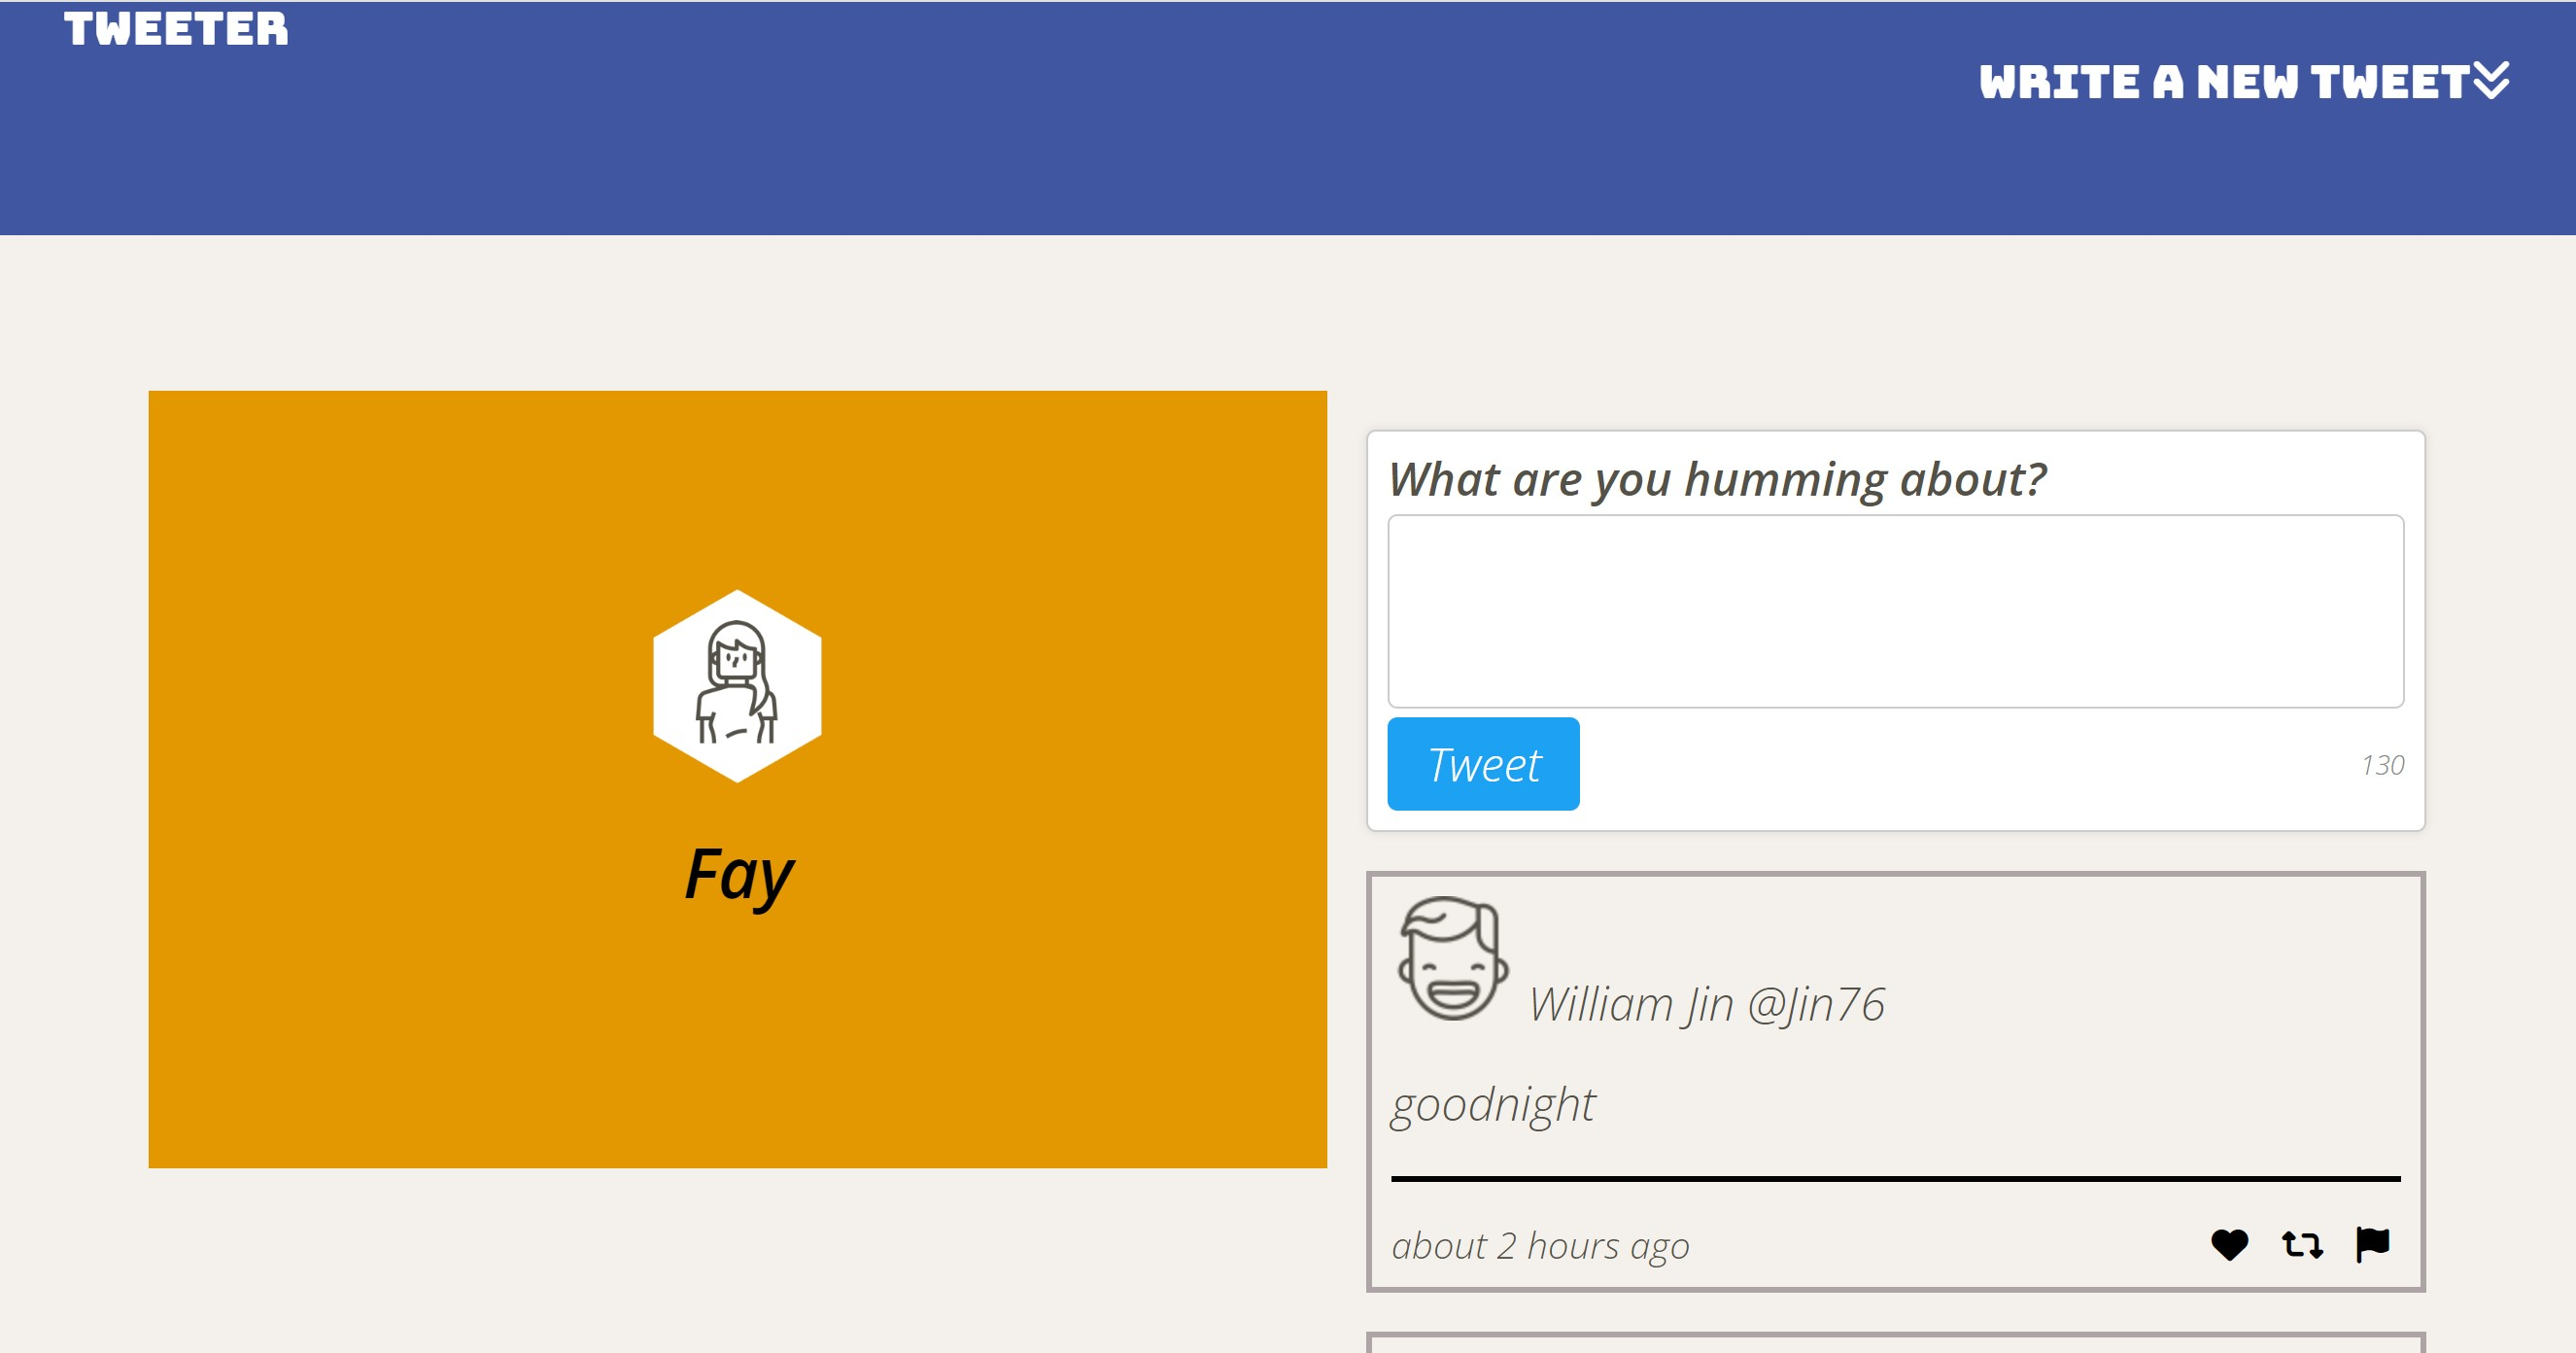 TWEETER
WRITE A NEW TWEET
Fay
What are you humming about?
Tweet
130
William Jin @Jin76
goodnight
about 2 hours ago